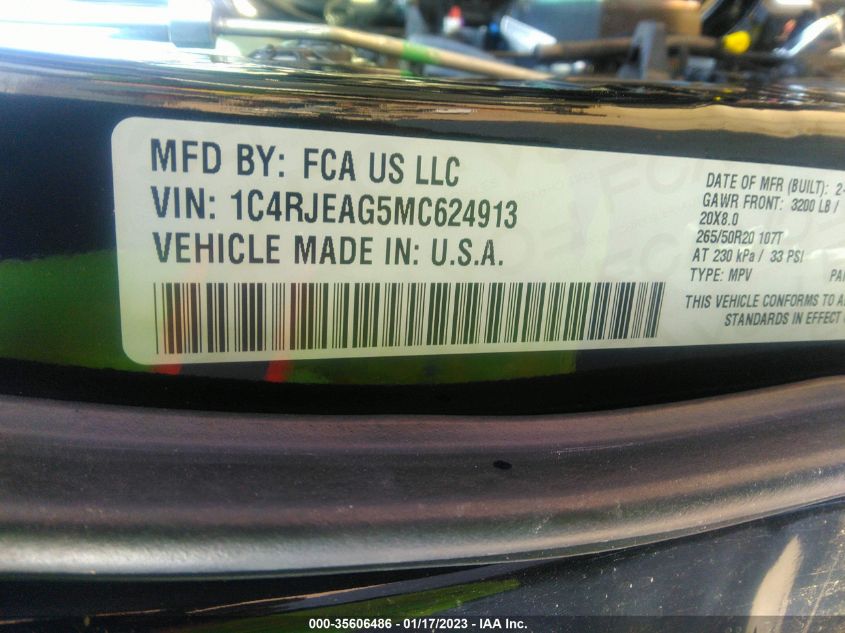 MFD BY: FCA US LLC
VIN: 1C4RJEAG5MC624913
VEHICLE MADE IN: U.S.A.
DATE OF MFR (BUILT): 2-
GAWR FRONT: 3200 LB /
20X8.0
265/50R20 107T
AT 230 kPa / 33 PSI
TYPE: MPV
THIS VEHICLE CONFORMS TO
STANDARDS IN EFFECT
000-35606486 - 01/17/2023 - IAA Inc.